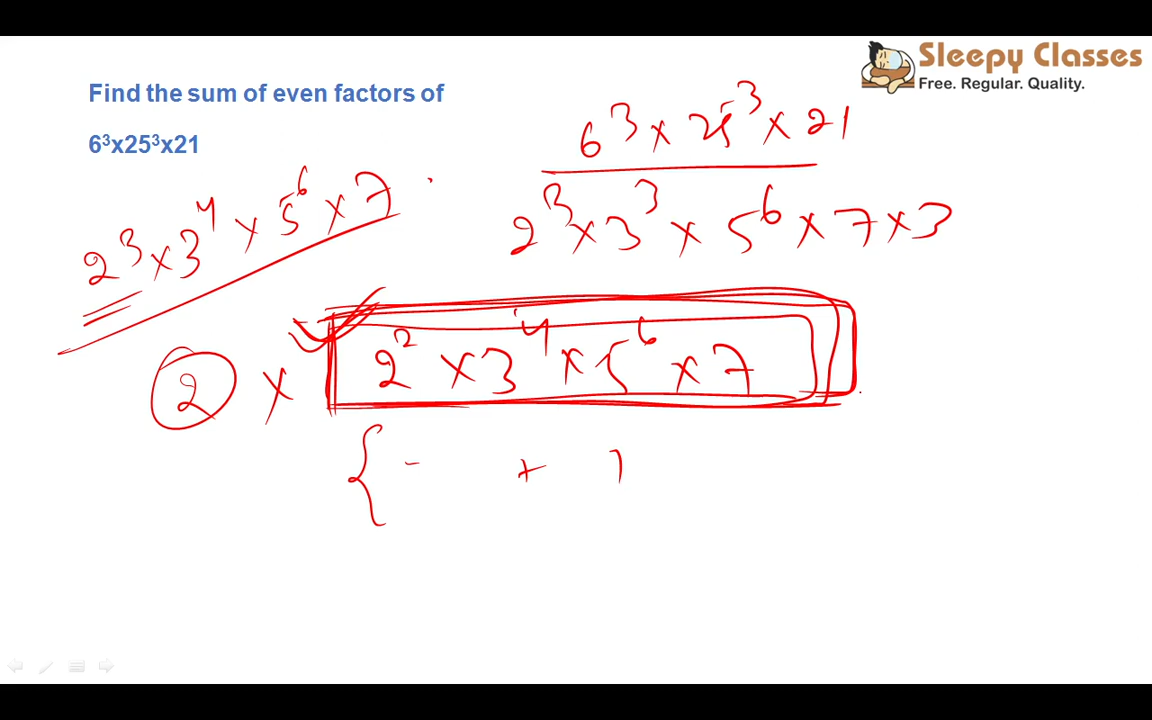 Sleepy Classes
Free. Regular. Quality.
Find the sum of even factors of
6³x25³x21
6³ × 25³ × 21
2³ × 3³ × 5⁶ × 7 × 3
2³ × 3⁴ × 5⁶ × 7
2 × 2² × 3⁴ × 5⁶ × 7
{ - + 1